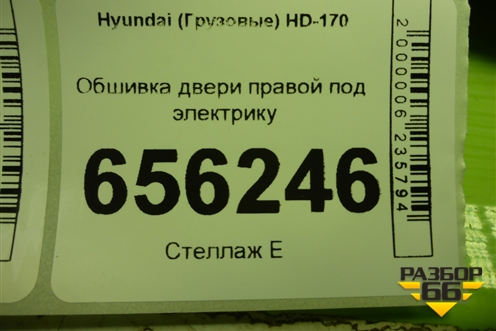 Hyundai (Грузовые) HD-170
Обшивка двери правой под
электрику
656246
Стеллаж Е
2000006235794
РАЗБОР
66